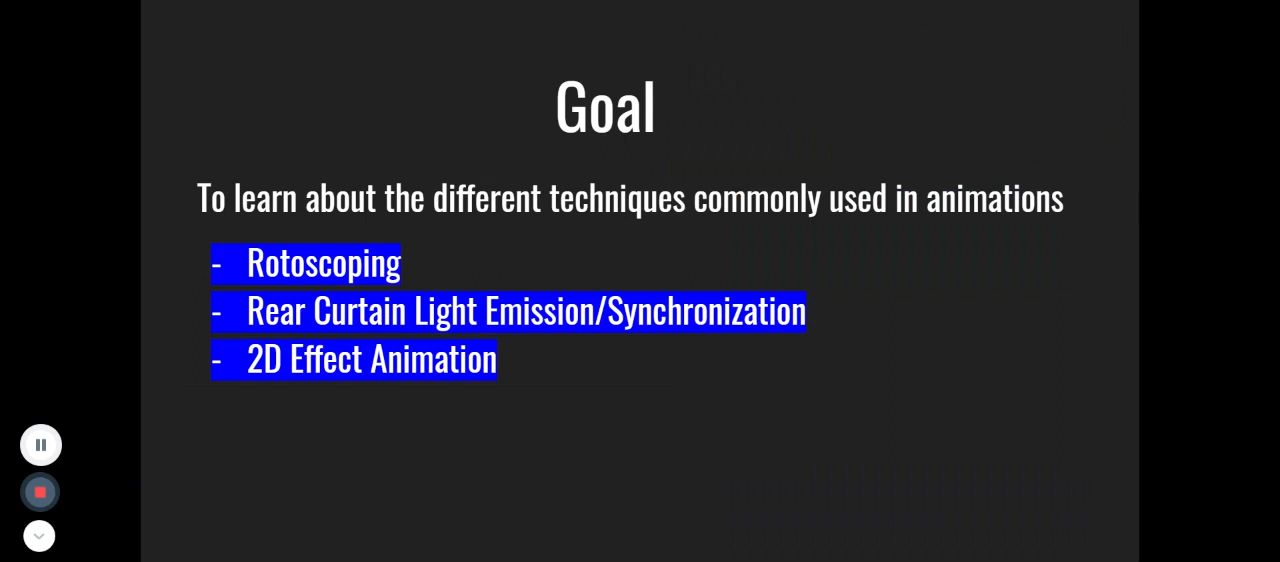 Goal
To learn about the different techniques commonly used in animations
- Rotoscoping
- Rear Curtain Light Emission/Synchronization
- 2D Effect Animation